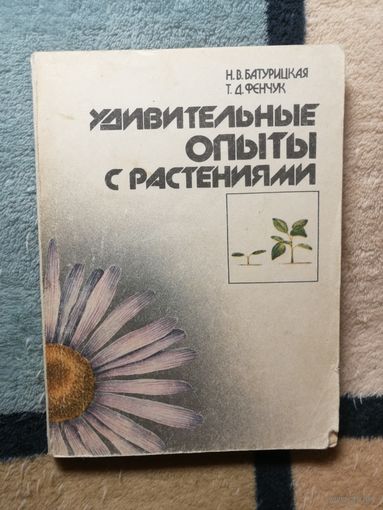 Н.В.БАТУРИЦКАЯ
Т.Д.ФЕНЧУК
УДИВИТЕЛЬНЫЕ
ОПЫТЫ
С РАСТЕНИЯМИ